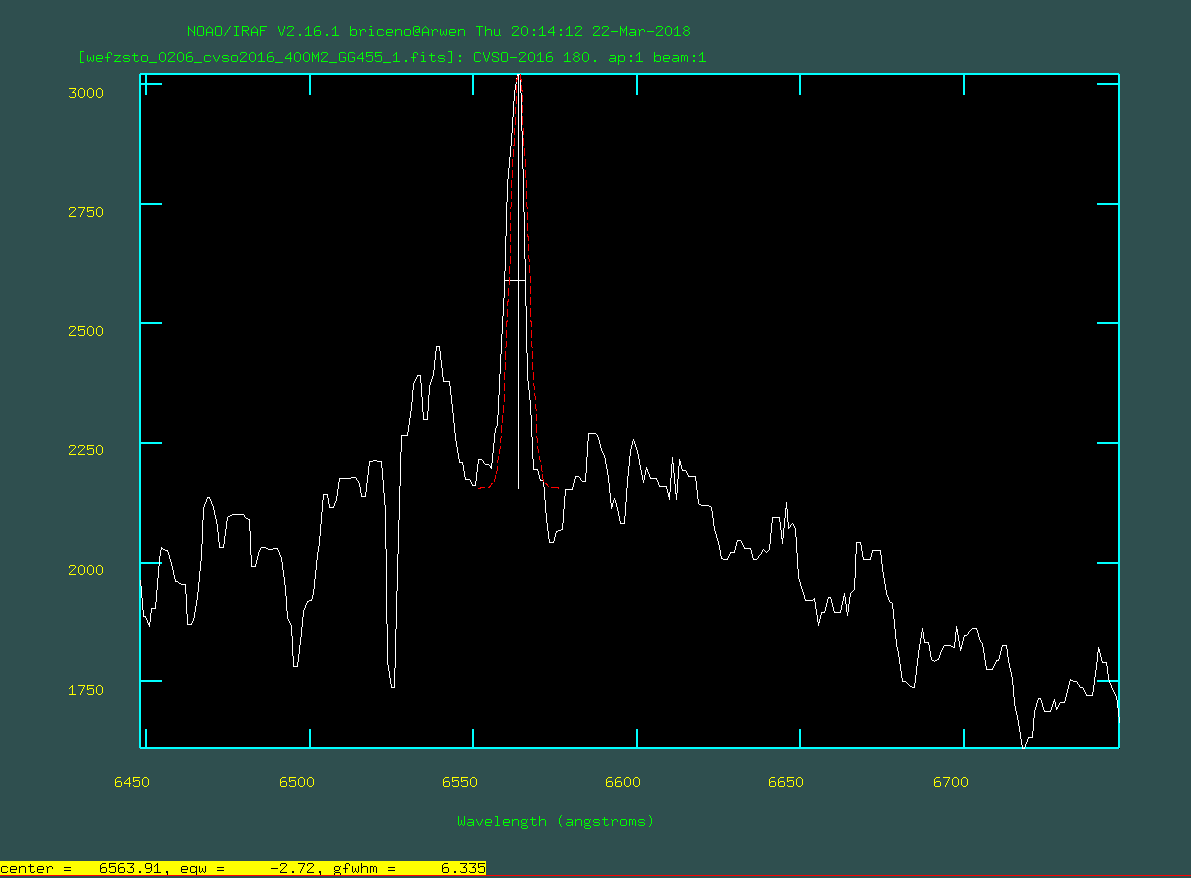 NOAO/IRAF V2.16.1 briceno@Arwen Thu 20:14:12 22-Mar-2018
[wefzsto_0206_cvso2016_400M2_GG455_1.fits]: CVSO-2016 180. ap:1 beam:1
3000
2750
2500
2250
2000
1750
6450 6500 6550 6600 6650 6700
Wavelength (angstroms)
center = 6563.91, eqw = -2.72, gfwhm = 6.335